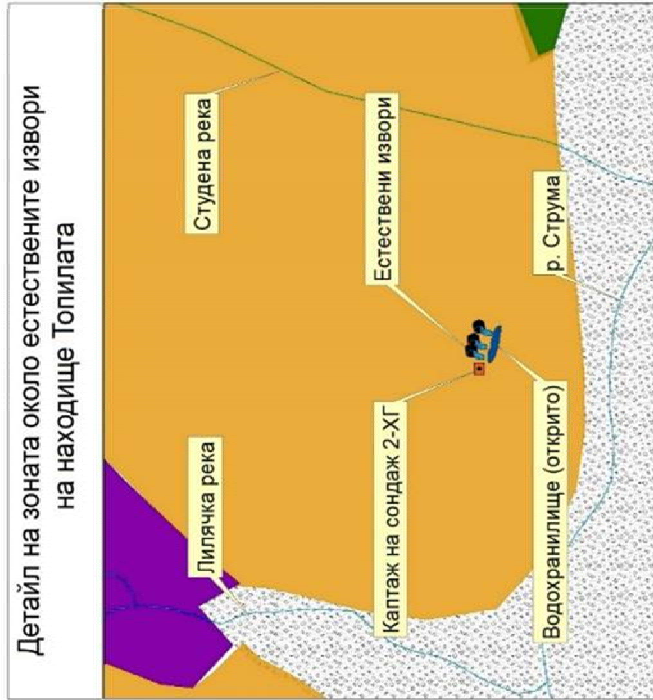 Детайл на зоната около естествените извори
на находище Топилата
Лилячка река
Студена река
Каптаж на сондаж 2-ХГ
Естествени извори
Водохранилище (открито)
р. Струма